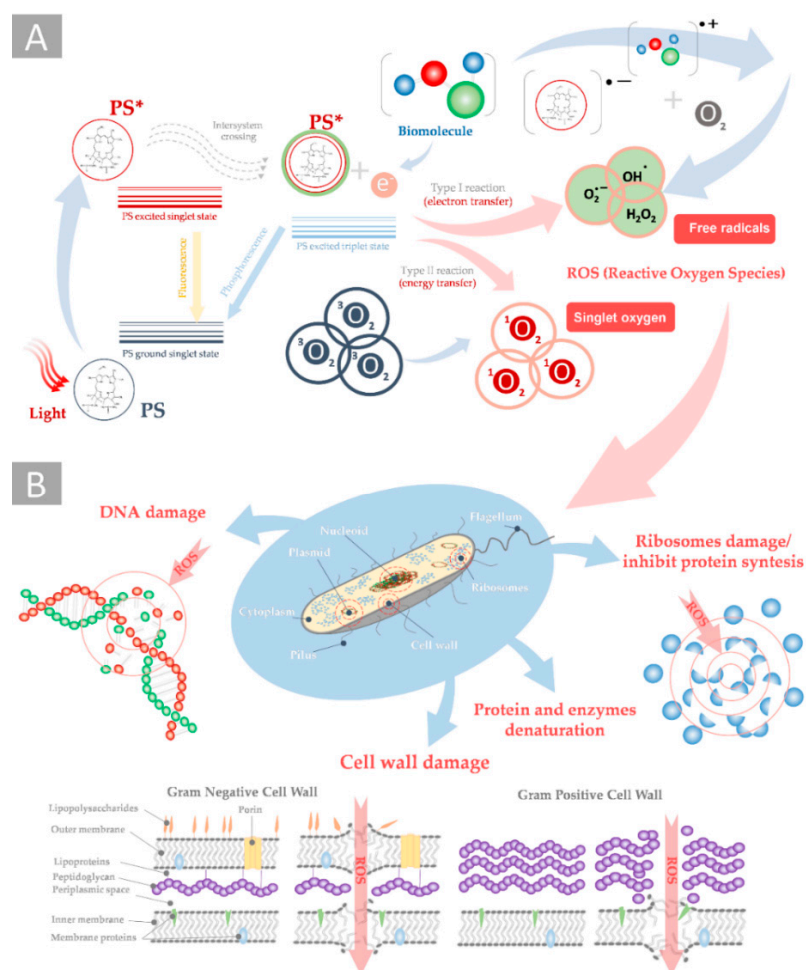 A
PS*
Intersystem
crossing
PS*
+
e-
Biomolecule
•−
•+
+
O2
PS excited singlet state
PS excited triplet state
Fluorescence
Phosphorescence
PS ground singlet state
Light
PS
Type I reaction
(electron transfer)
Type II reaction
(energy transfer)
O2•−
OH•
H2O2
Free radicals
ROS (Reactive Oxygen Species)
3O2
3O2
3O2
1O2
1O2
1O2
Singlet oxygen
B
DNA damage
ROS
Nucleoid
Plasmid
Cytoplasm
Pilus
Flagellum
Ribosomes
Cell wall
Ribosomes damage/
inhibit protein syntesis
ROS
Protein and enzymes
denaturation
Cell wall damage
Gram Negative Cell Wall
Gram Positive Cell Wall
Lipopolysaccharides
Porin
Outer membrane
Lipoproteins
Peptidoglycan
Periplasmic space
Inner membrane
Membrane proteins
ROS
ROS